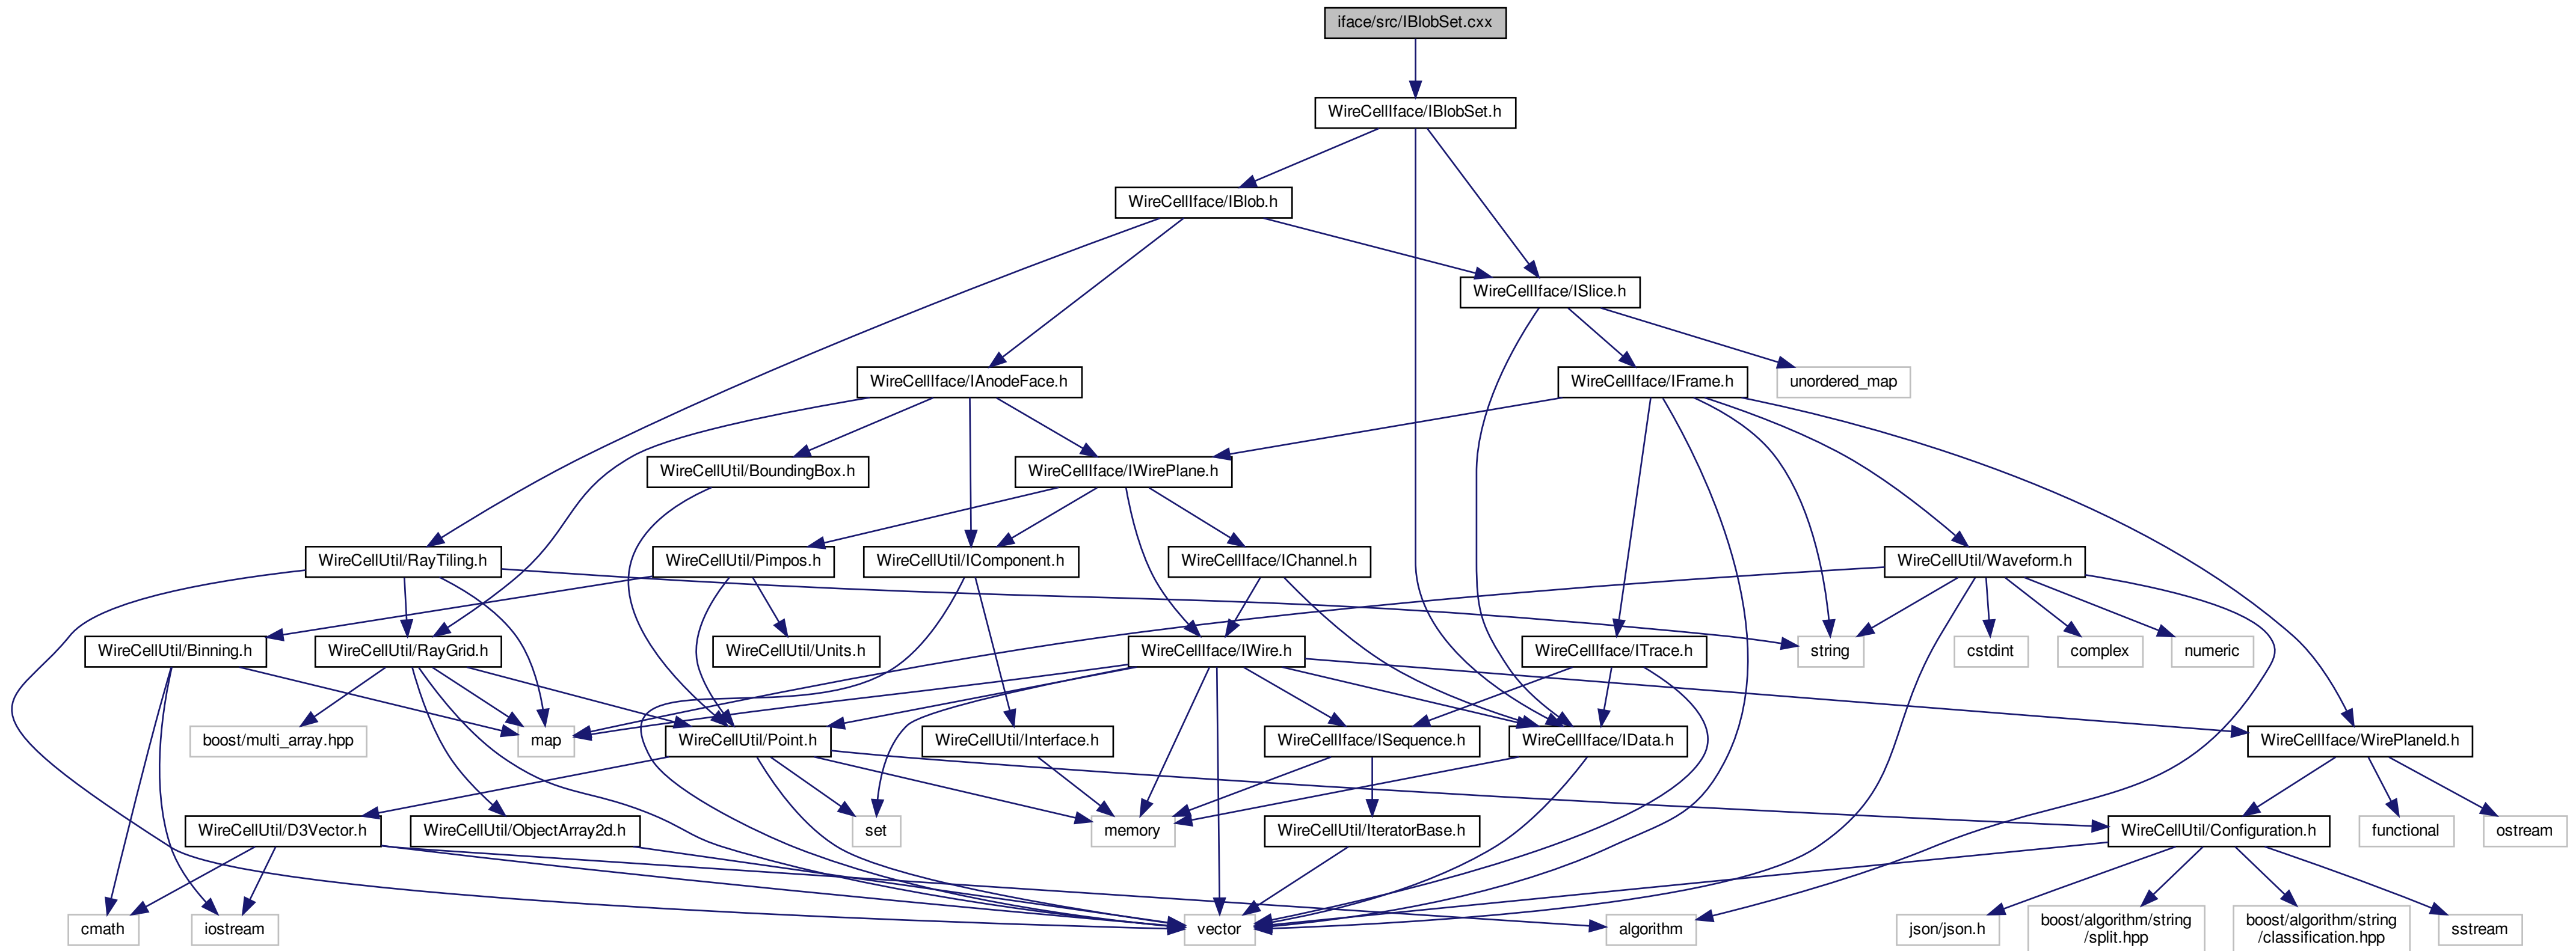 iface/src/IBlobSet.cxx
WireCellIface/IBlobSet.h
WireCellIface/IBlob.h
WireCellIface/ISlice.h
WireCellIface/IAnodeFace.h
WireCellIface/IFrame.h
unordered_map
WireCellUtil/BoundingBox.h
WireCellIface/IWirePlane.h
WireCellUtil/RayTiling.h
WireCellUtil/Pimpos.h
WireCellUtil/IComponent.h
WireCellIface/IChannel.h
WireCellUtil/Waveform.h
WireCellUtil/Binning.h
WireCellUtil/RayGrid.h
WireCellUtil/Units.h
WireCellIface/IWire.h
WireCellIface/ITrace.h
string
cstdint
complex
numeric
boost/multi_array.hpp
map
WireCellUtil/Point.h
WireCellUtil/Interface.h
WireCellIface/ISequence.h
WireCellIface/IData.h
WireCellIface/WirePlaneId.h
WireCellUtil/D3Vector.h
WireCellUtil/ObjectArray2d.h
set
memory
WireCellUtil/IteratorBase.h
WireCellUtil/Configuration.h
functional
ostream
cmath
iostream
vector
algorithm
json/json.h
boost/algorithm/string
/split.hpp
boost/algorithm/string
/classification.hpp
sstream